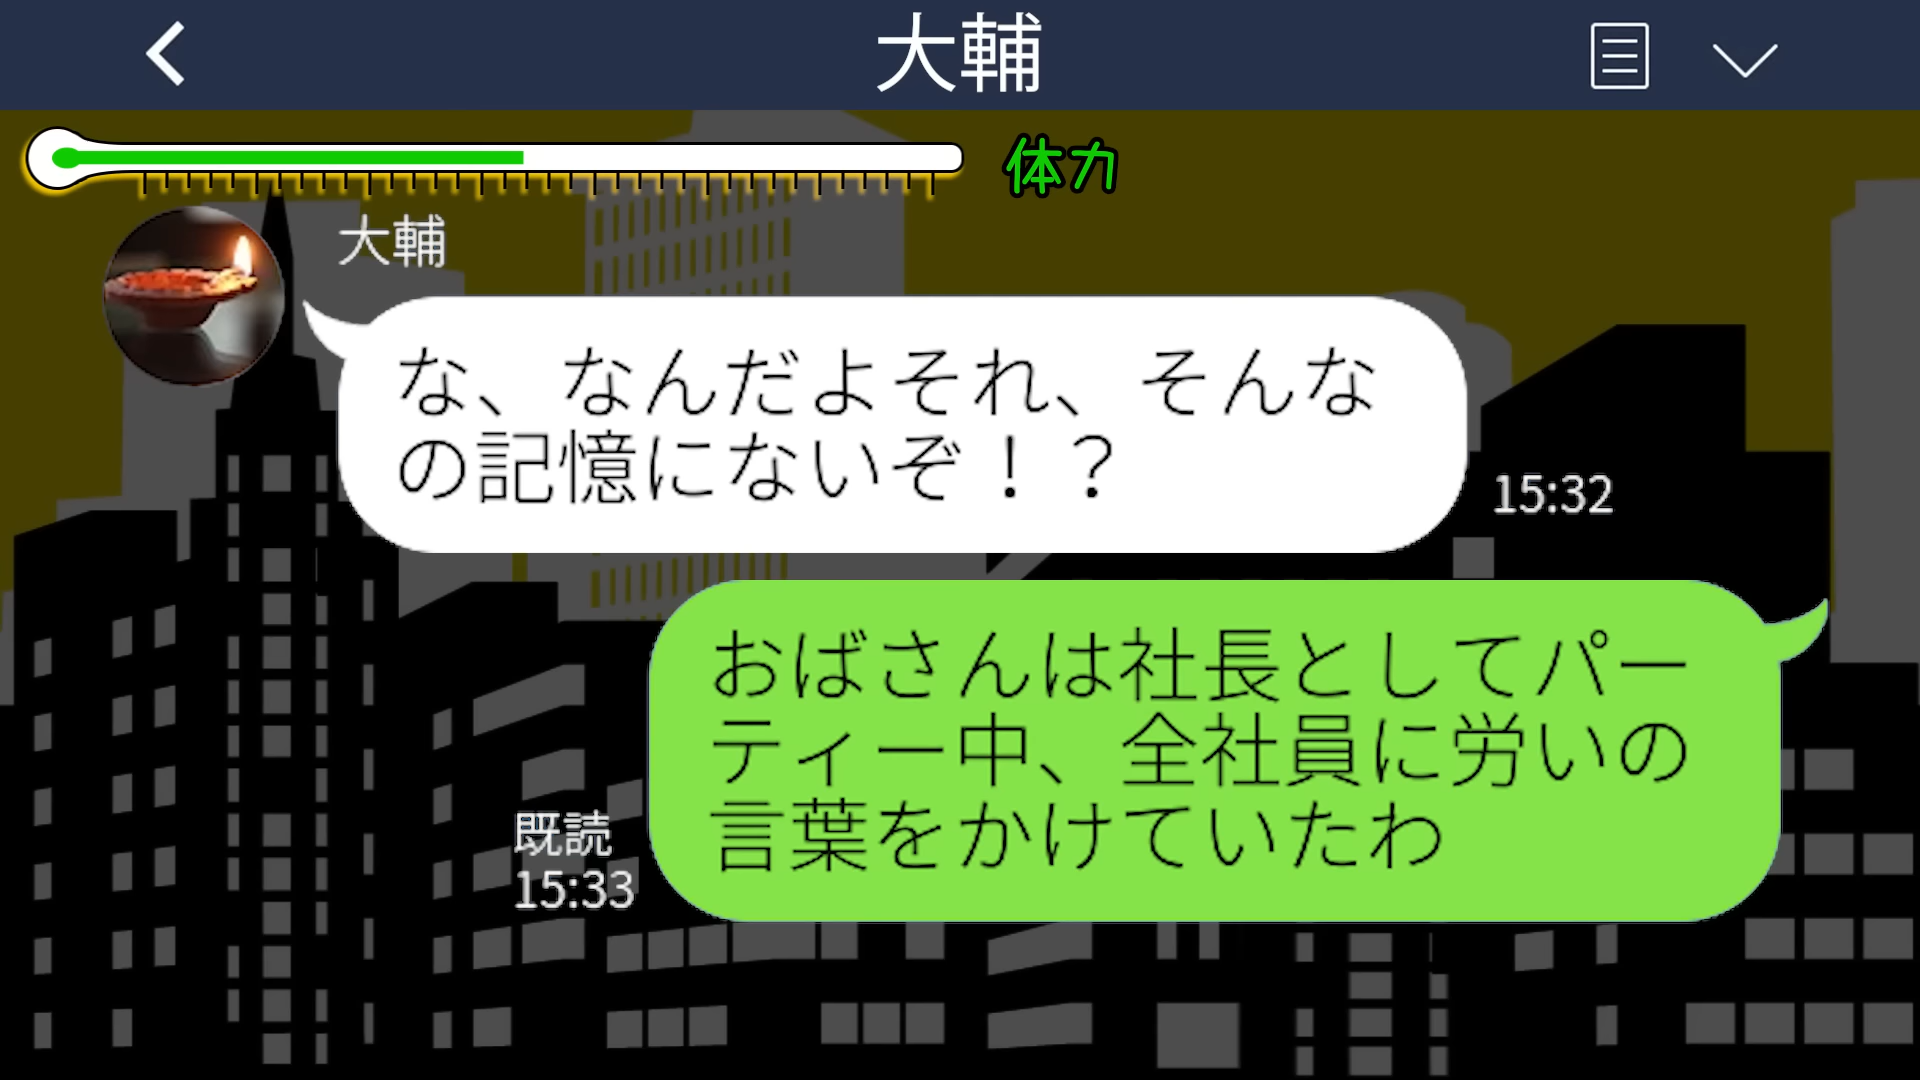 大輔
体力
大輔
な、なんだよそれ、そんな
の記憶にないぞ！？
15:32
おばさんは社長としてパー
ティー中、全社員に労いの
言葉をかけていたわ
既読
15:33